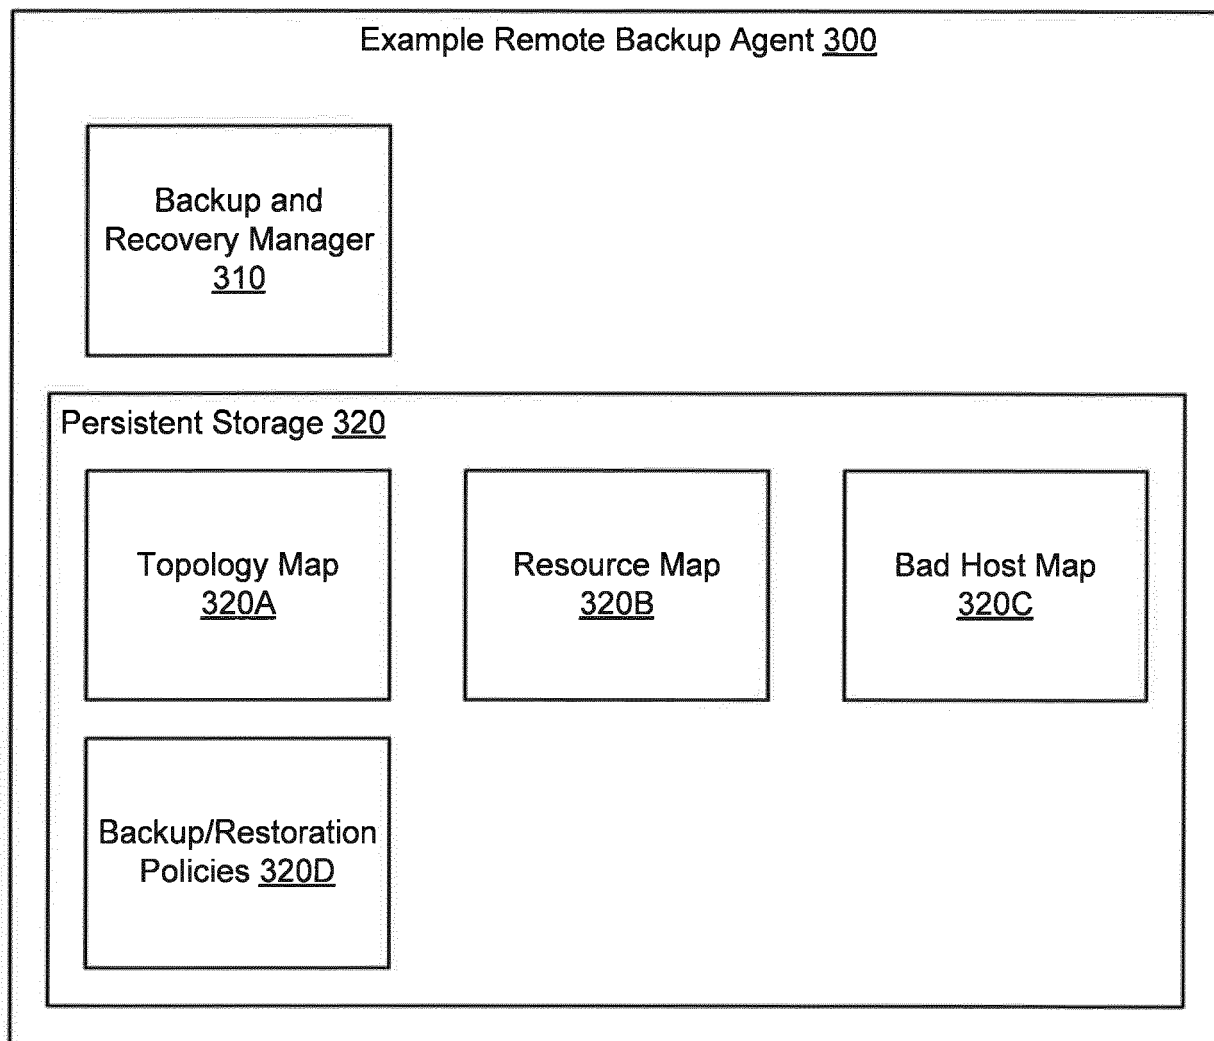 Example Remote Backup Agent 300
Backup and
Recovery Manager
310
Persistent Storage 320
Topology Map
320A
Resource Map
320B
Bad Host Map
320C
Backup/Restoration
Policies 320D